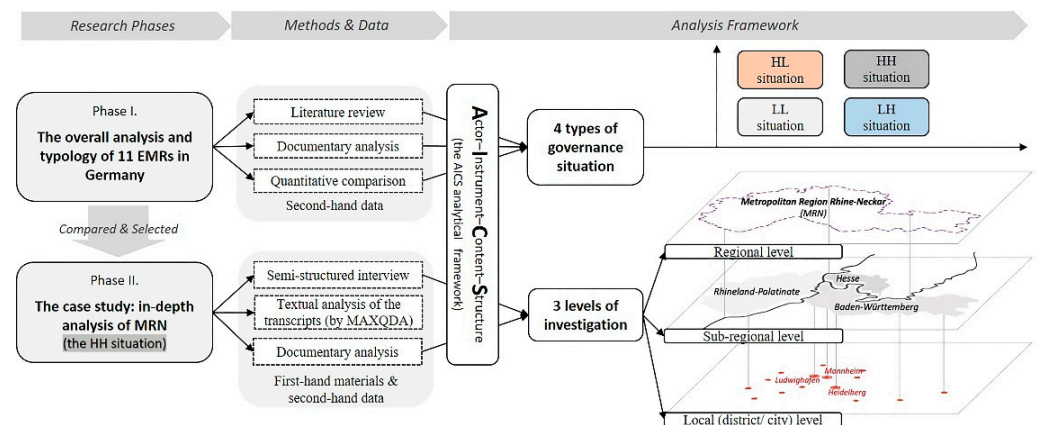 Research Phases
Methods & Data
Analysis Framework
Phase I.
The overall analysis and
typology of 11 EMRs in
Germany
Compared & Selected
Phase II.
The case study: in-depth
analysis of MRN
(the HH situation)
Literature review
Documentary analysis
Quantitative comparison
Second-hand data
Semi-structured interview
Textual analysis of the
transcripts (by MAXQDA)
Documentary analysis
First-hand materials &
second-hand data
Actor–Instrument–Content–Structure
(the AICS analytical framework)
4 types of
governance
situation
3 levels of
investigation
HL
situation
HH
situation
LL
situation
LH
situation
Metropolitan Region Rhine-Neckar
(MRN)
Regional level
Hesse
Rhineland-Palatinate
Baden-Württemberg
Sub-regional level
Mannheim
Ludwighafen
Heidelberg
Local (district/ city) level